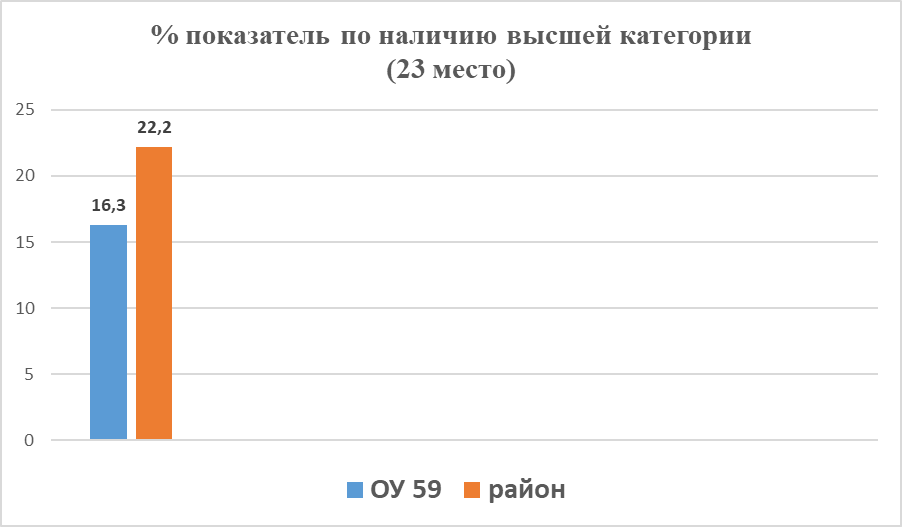 % показатель по наличию высшей категории
(23 место)
25
22,2
20
16,3
15
10
5
0
ОУ 59 район